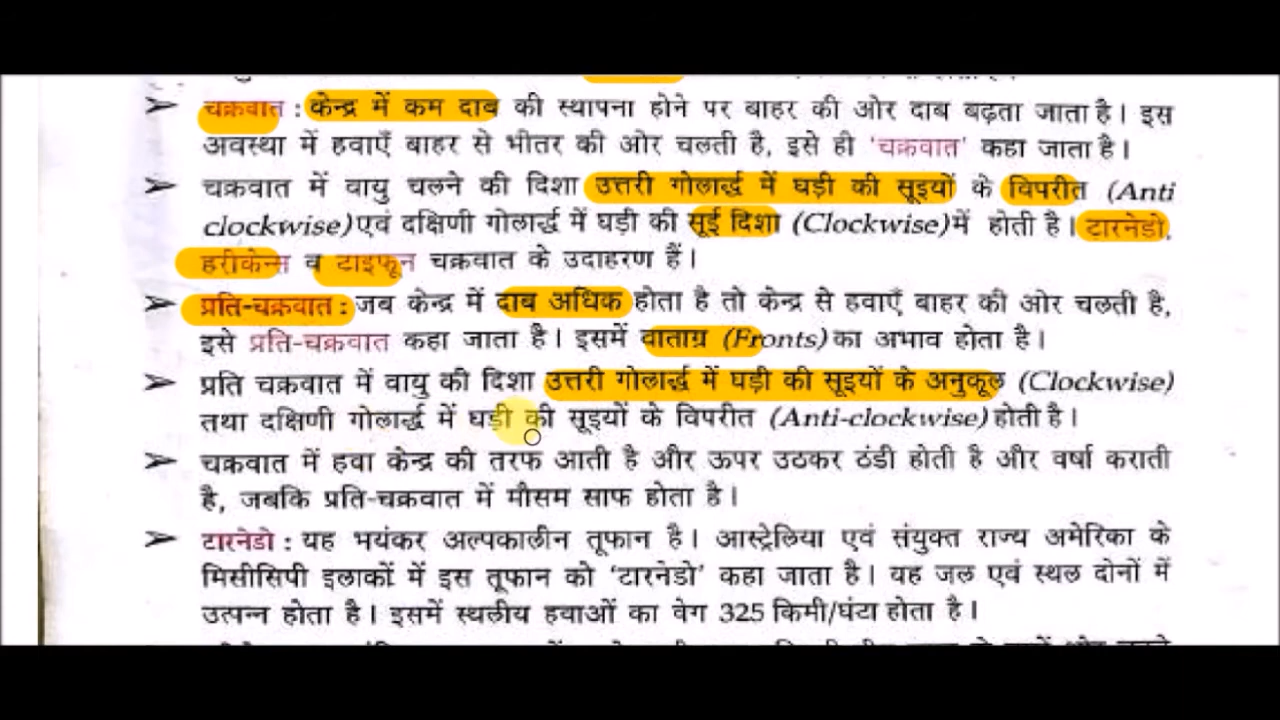 ➤ चक्रवात : केन्द्र में कम दाब की स्थापना होने पर बाहर की ओर दाब बढ़ता जाता है। इस
अवस्था में हवाएँ बाहर से भीतर की ओर चलती है, इसे ही 'चक्रवात' कहा जाता है।
➤ चक्रवात में वायु चलने की दिशा उत्तरी गोलार्द्ध में घड़ी की सूइयों के विपरीत (Anti
clockwise) एवं दक्षिणी गोलार्द्ध में घड़ी की सूई दिशा (Clockwise) में होती है। टारनेडो,
हरीकेन्स व टाइफून चक्रवात के उदाहरण हैं।
➤ प्रति-चक्रवात : जब केन्द्र में दाब अधिक होता है तो केन्द्र से हवाएँ बाहर की ओर चलती है,
इसे प्रति-चक्रवात कहा जाता है। इसमें वाताग्र (Fronts) का अभाव होता है।
➤ प्रति चक्रवात में वायु की दिशा उत्तरी गोलार्द्ध में घड़ी की सूइयों के अनुकूल (Clockwise)
तथा दक्षिणी गोलार्द्ध में घड़ी की सूइयों के विपरीत (Anti-clockwise) होती है।
➤ चक्रवात में हवा केन्द्र की तरफ आती है और ऊपर उठकर ठंडी होती है और वर्षा कराती
है, जबकि प्रति-चक्रवात में मौसम साफ होता है।
➤ टारनेडो : यह भयंकर अल्पकालीन तूफान है। आस्ट्रेलिया एवं संयुक्त राज्य अमेरिका के
मिसीसिपी इलाकों में इस तूफान को 'टारनेडो' कहा जाता है। यह जल एवं स्थल दोनों में
उत्पन्न होता है। इसमें स्थलीय हवाओं का वेग 325 किमी/घंटा होता है।